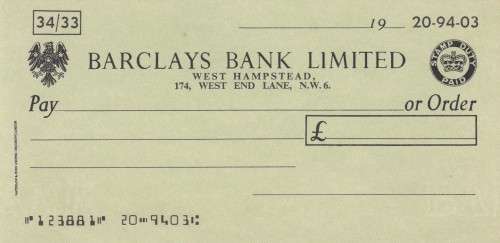 34/33
19 20-94-03
BARCLAYS BANK LIMITED
WEST HAMPSTEAD,
174, WEST END LANE, N.W.6.
STAMP DUTY
PAID
Pay or Order
£
⑈123881⑈ 20⑉9403⑆